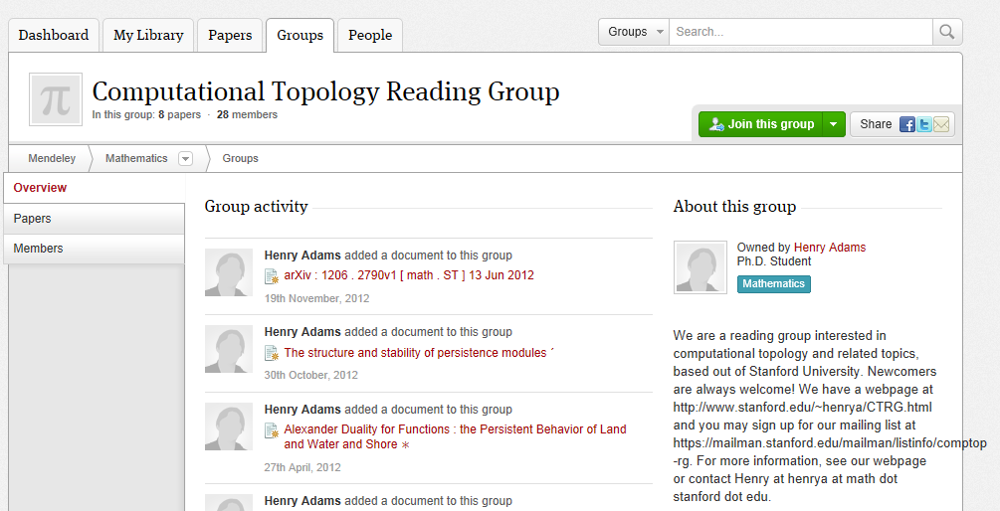 Dashboard
My Library
Papers
Groups
People
Groups
Search...
π
Computational Topology Reading Group
In this group: 8 papers · 28 members
Join this group
Share
Mendeley
Mathematics
Groups
Overview
Papers
Members
Group activity
Henry Adams added a document to this group
arXiv : 1206 . 2790v1 [ math . ST ] 13 Jun 2012
19th November, 2012
Henry Adams added a document to this group
The structure and stability of persistence modules ´
30th October, 2012
Henry Adams added a document to this group
Alexander Duality for Functions : the Persistent Behavior of Land
and Water and Shore ∗
27th April, 2012
Henry Adams added a document to this group
About this group
Owned by Henry Adams
Ph.D. Student
Mathematics
We are a reading group interested in
computational topology and related topics,
based out of Stanford University. Newcomers
are always welcome! We have a webpage at
http://www.stanford.edu/~henrya/CTRG.html
and you may sign up for our mailing list at
https://mailman.stanford.edu/mailman/listinfo/comptop
-rg. For more information, see our webpage
or contact Henry at henrya at math dot
stanford dot edu.